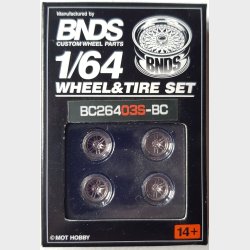 Manufactured by
BNDS
CUSTOM WHEEL PARTS
BNDS
1/64
WHEEL&TIRE SET
BC26403S-BC
© MOT HOBBY
14+